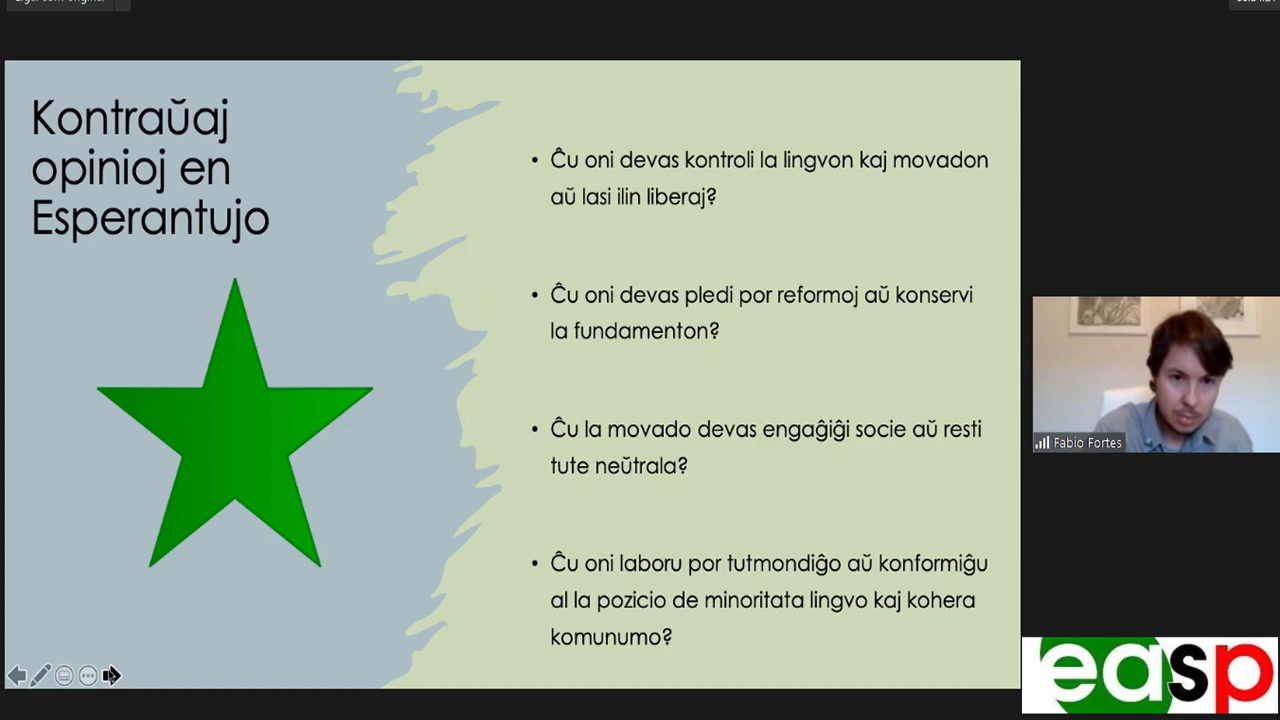 Kontraŭaj
opinioj en
Esperantujo
• Ĉu oni devas kontroli la lingvon kaj movadon
aŭ lasi ilin liberaj?
• Ĉu oni devas pledi por reformoj aŭ konservi
la fundamenton?
• Ĉu la movado devas engaĝiĝi socie aŭ resti
tute neŭtrala?
• Ĉu oni laboru por tutmondiĝo aŭ konformiĝu
al la pozicio de minoritata lingvo kaj kohera
komunumo?
Fabio Fortes
easp